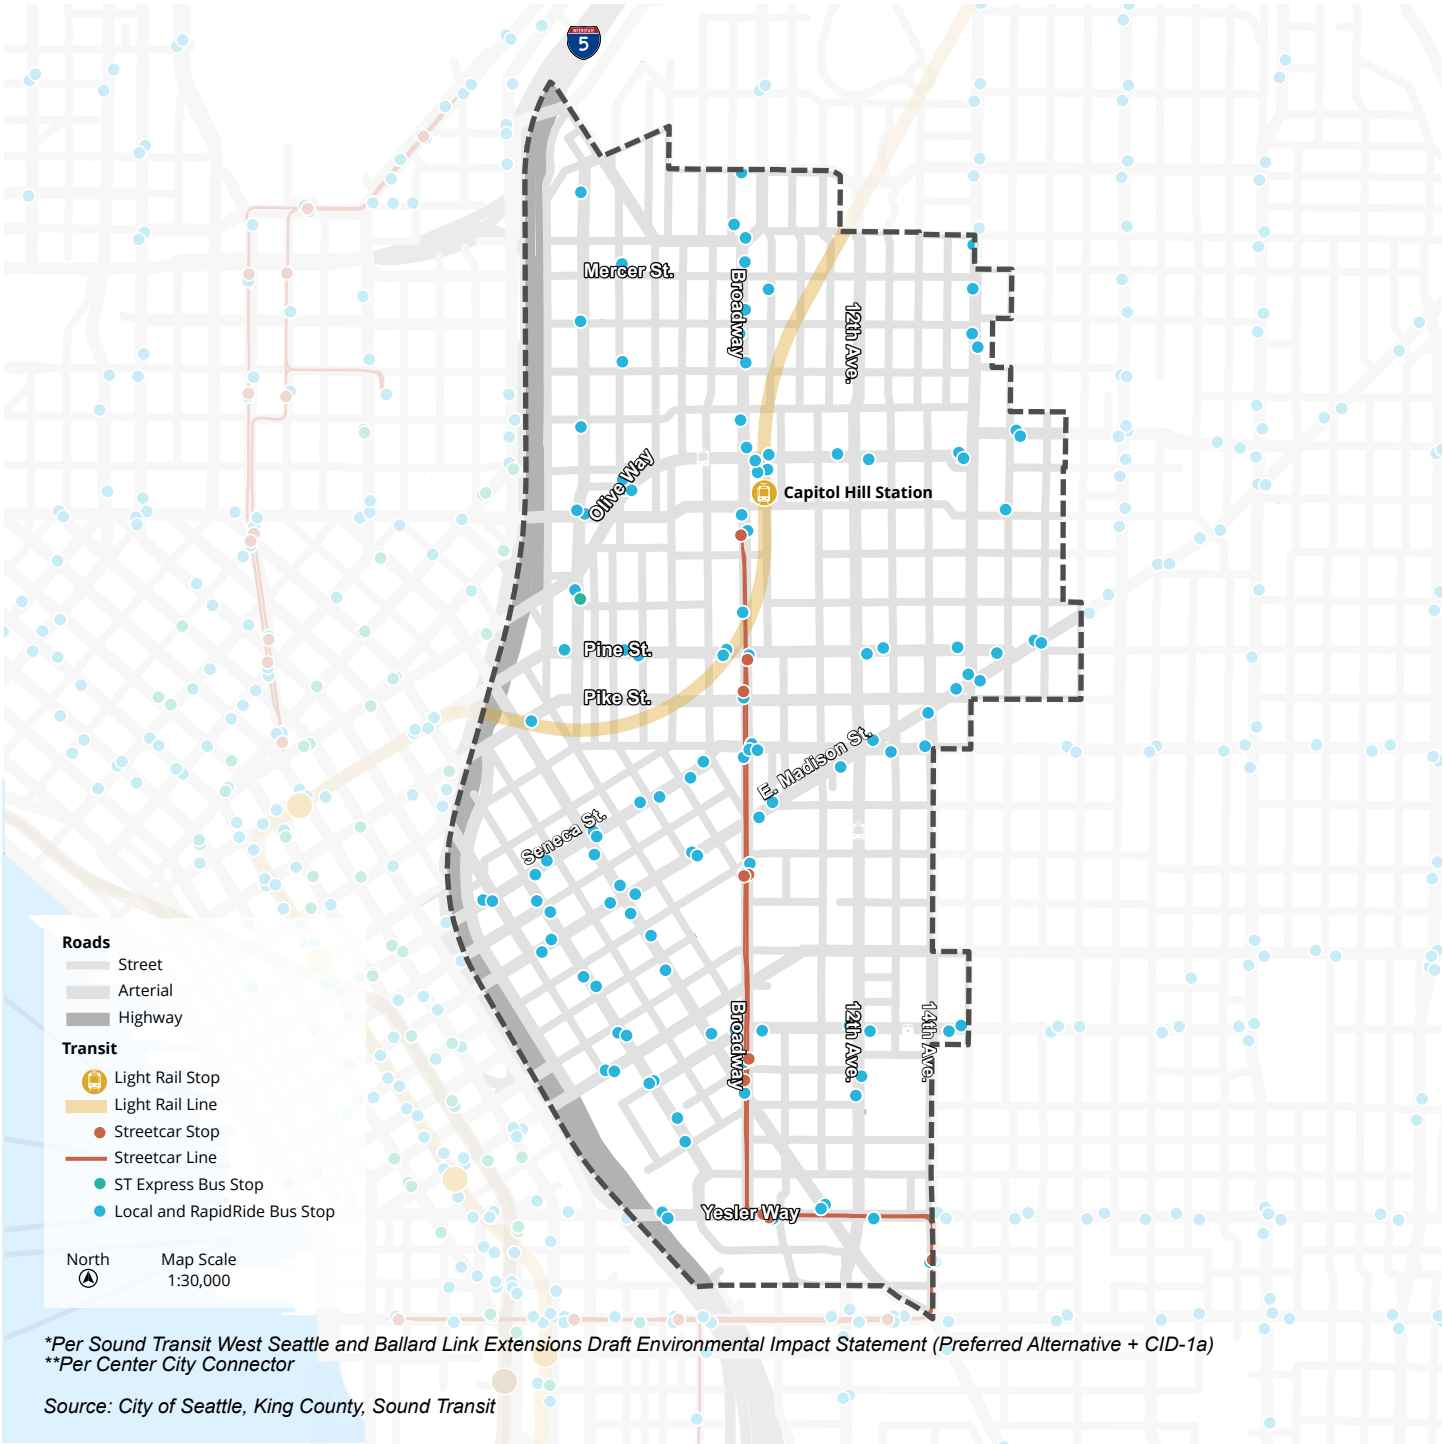 INTERSTATE
5
Mercer St.
Broadway
12th Ave.
Olive Way
Capitol Hill Station
Pine St.
Pike St.
E. Madison St.
Seneca St.
Broadway
12th Ave.
14th Ave.
Yesler Way
Roads
Street
Arterial
Highway
Transit
Light Rail Stop
Light Rail Line
Streetcar Stop
Streetcar Line
ST Express Bus Stop
Local and RapidRide Bus Stop
North
Map Scale
1:30,000
*Per Sound Transit West Seattle and Ballard Link Extensions Draft Environmental Impact Statement (Preferred Alternative + CID-1a)
**Per Center City Connector
Source: City of Seattle, King County, Sound Transit